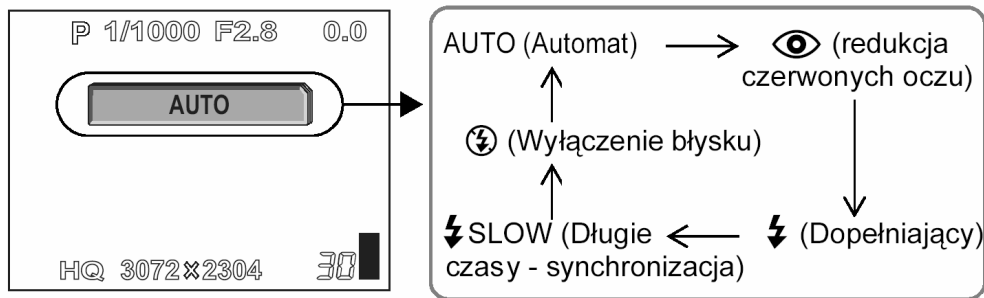 P 1/1000 F2.8 0.0
AUTO
HQ 3072×2304 30
AUTO (Automat)
(redukcja
czerwonych oczu)
(Wyłączenie błysku)
SLOW (Długie
czasy - synchronizacja)
(Dopełniający)